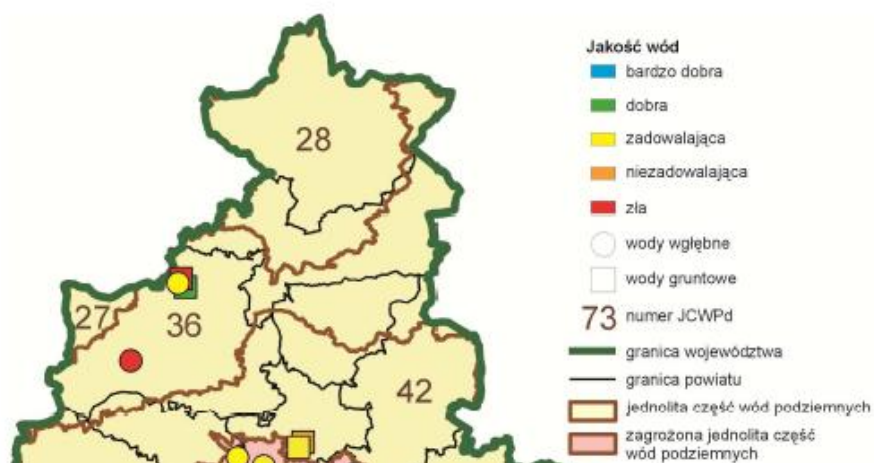 Jakość wód
bardzo dobra
dobra
zadowalająca
niezadowalająca
zła
wody wgłębne
wody gruntowe
73 numer JCWPd
granica województwa
granica powiatu
jednolita część wód podziemnych
zagrożona jednolita część
wód podziemnych
28
27
36
42